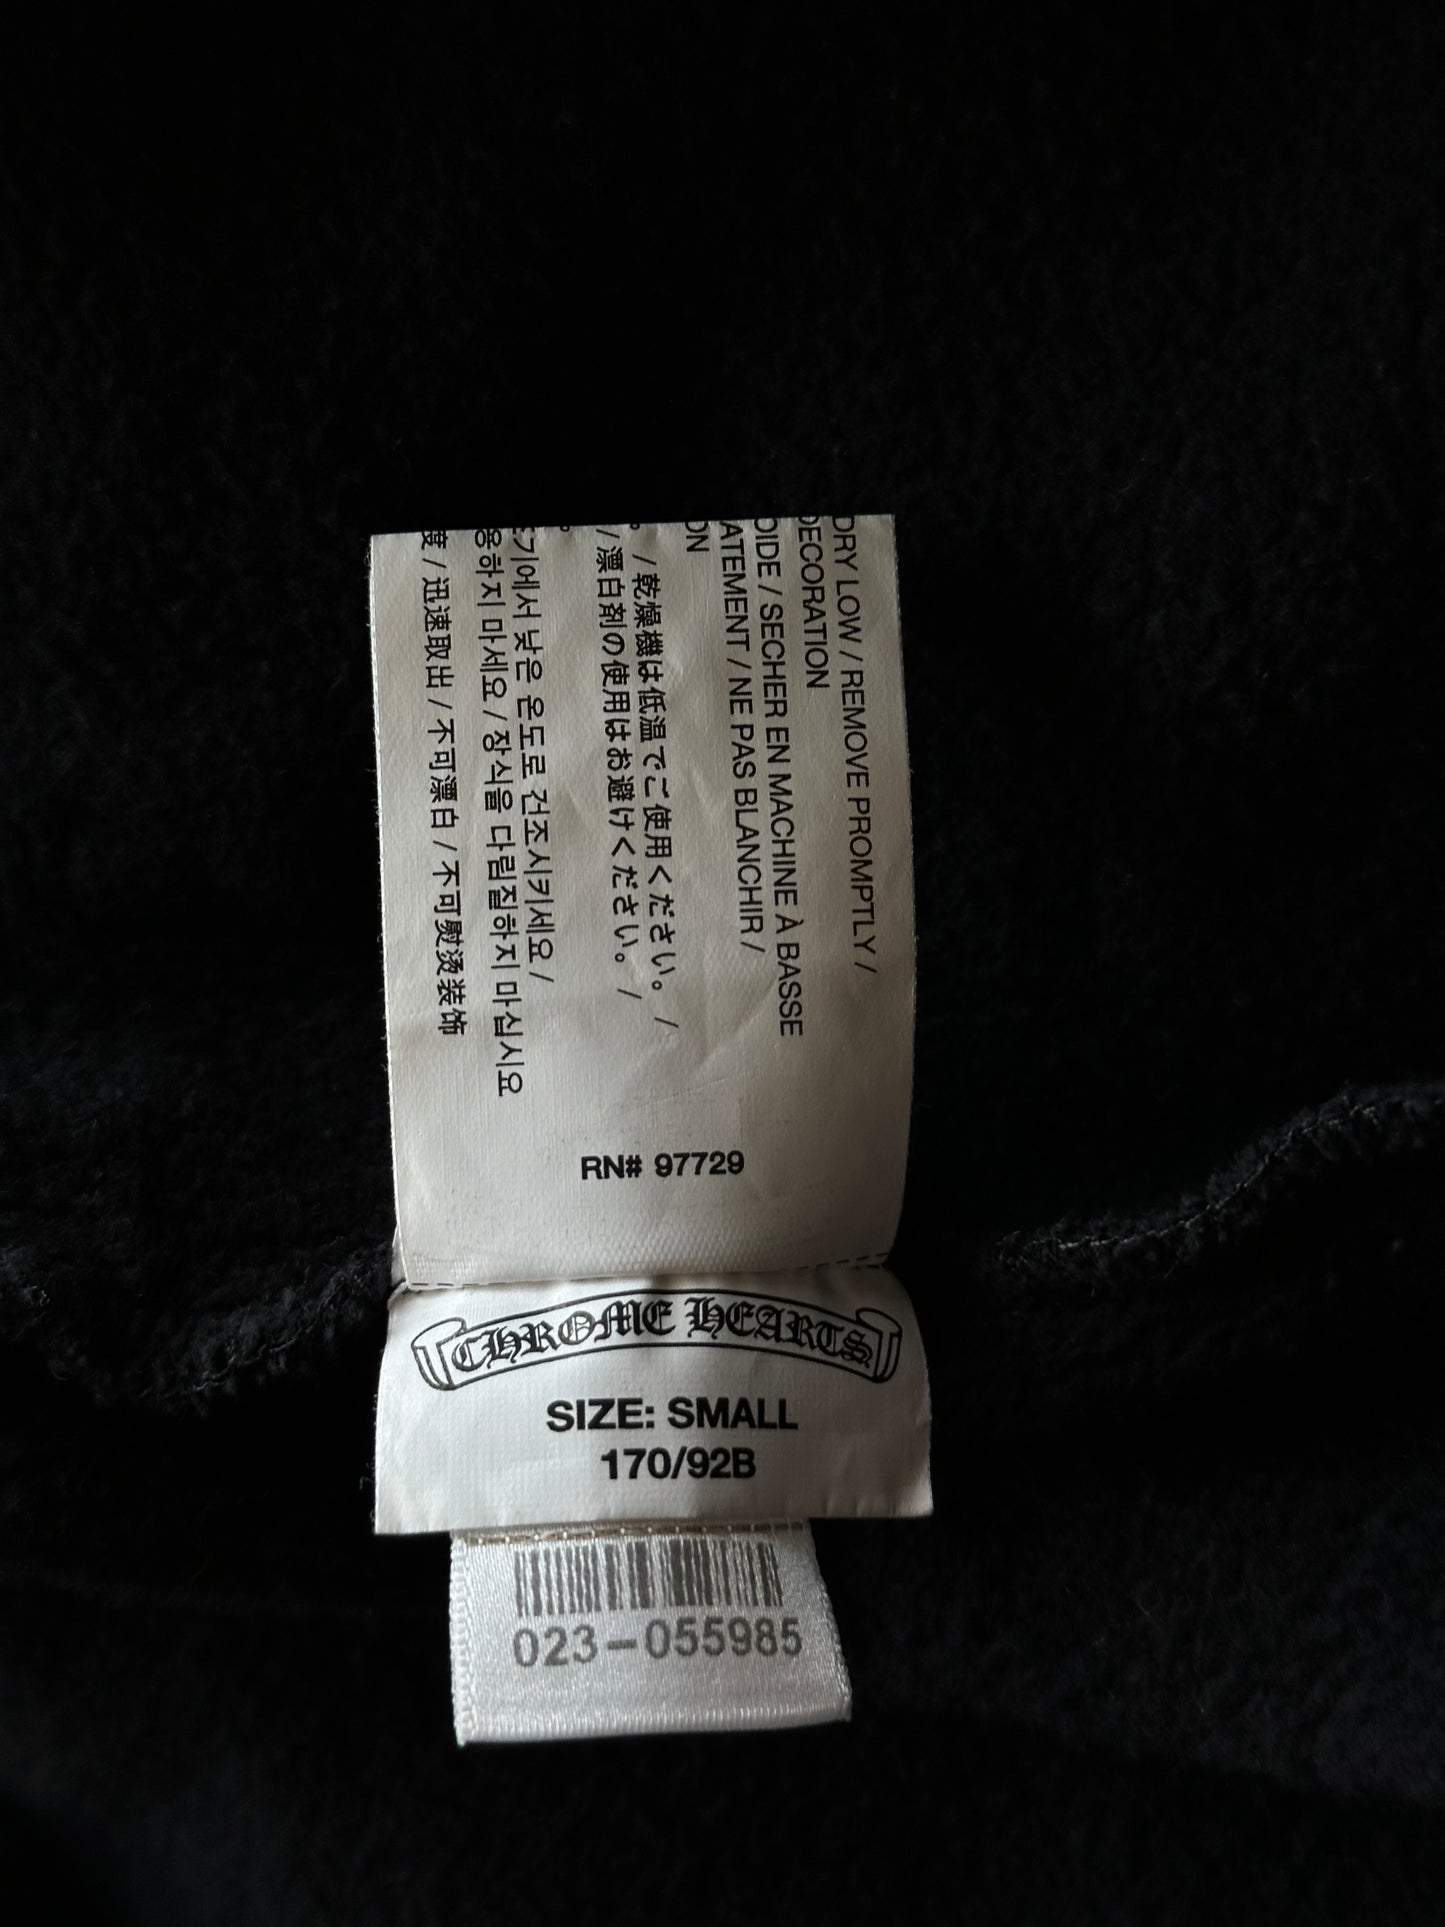 DRY LOW / REMOVE PROMPTLY /
DECORATION
OIDE / SECHER EN MACHINE À BASSE
ATEMENT / NE PAS BLANCHIR /
ON
。/ 乾燥機は低温でご使用ください。 /
/ 漂白剤の使用はお避けください。 /
기에서 낮은 온도로 건조시키세요 /
용하지 마세요 / 장식을 다림질하지 마십시오
度 / 迅速取出 / 不可漂白 / 不可熨烫装饰
RN# 97729
CHROME HEARTS
SIZE: SMALL
170/92B
023-055985